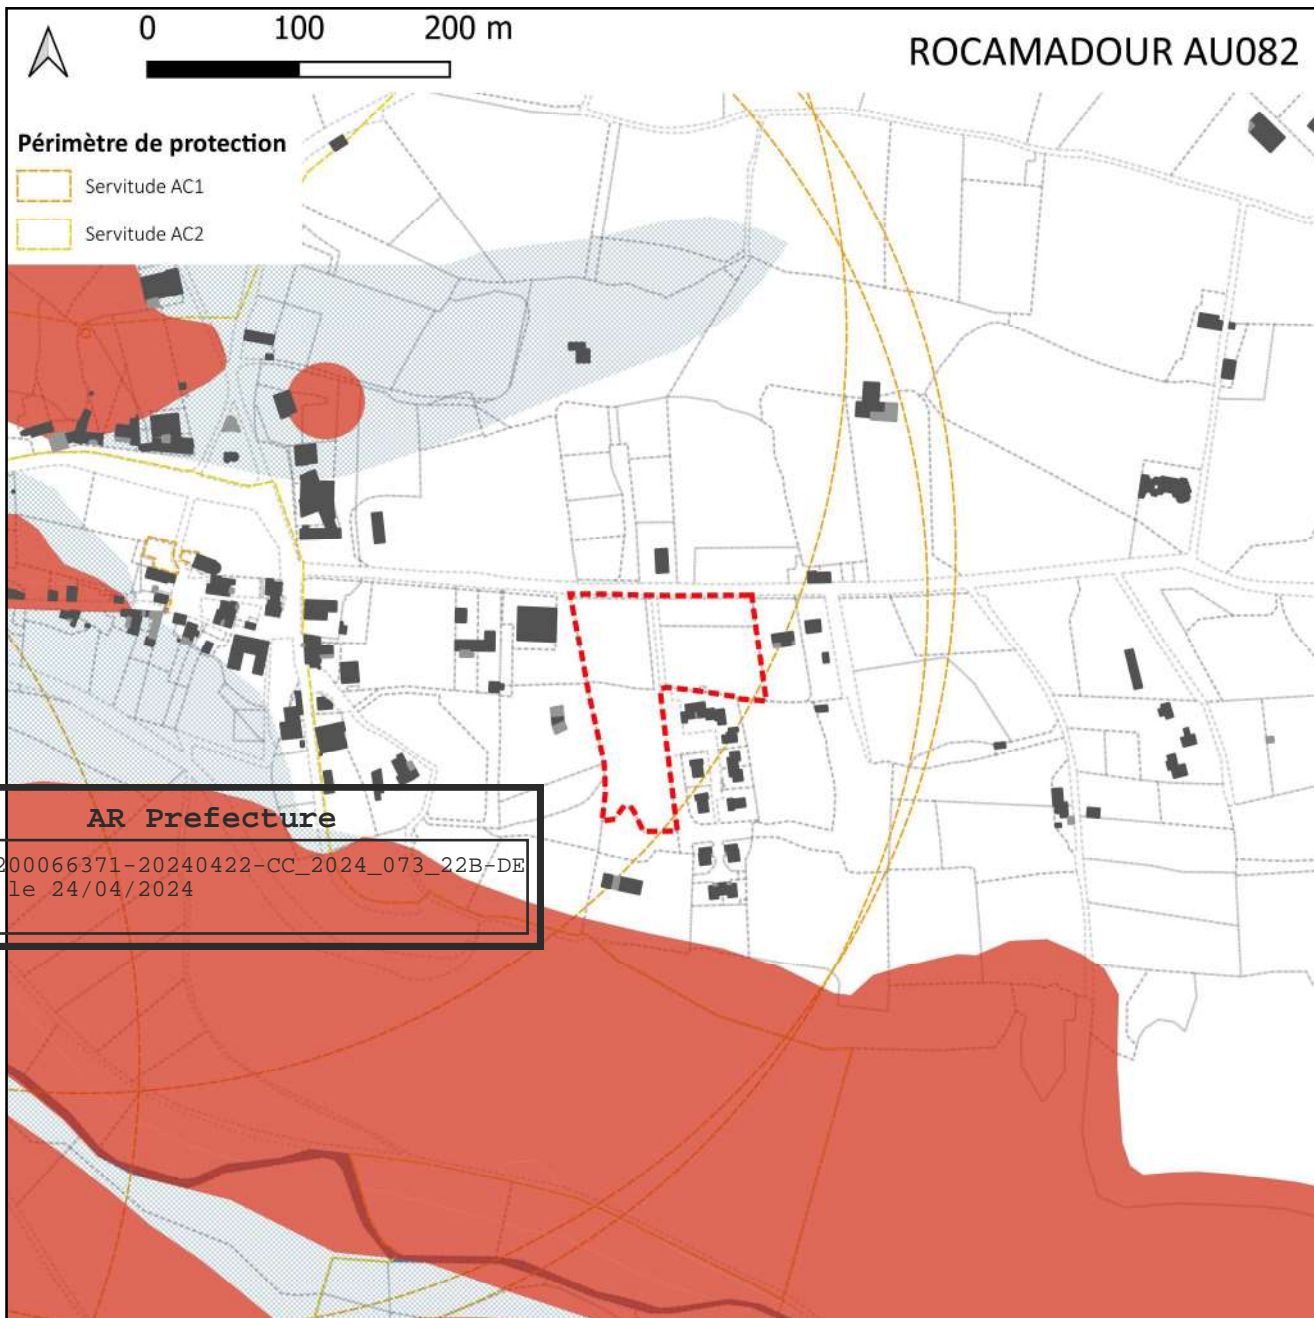 0 100 200 m
ROCAMADOUR AU082
Périmètre de protection
Servitude AC1
Servitude AC2
AR Prefecture
200066371-20240422-CC_2024_073_22B-DE
le 24/04/2024